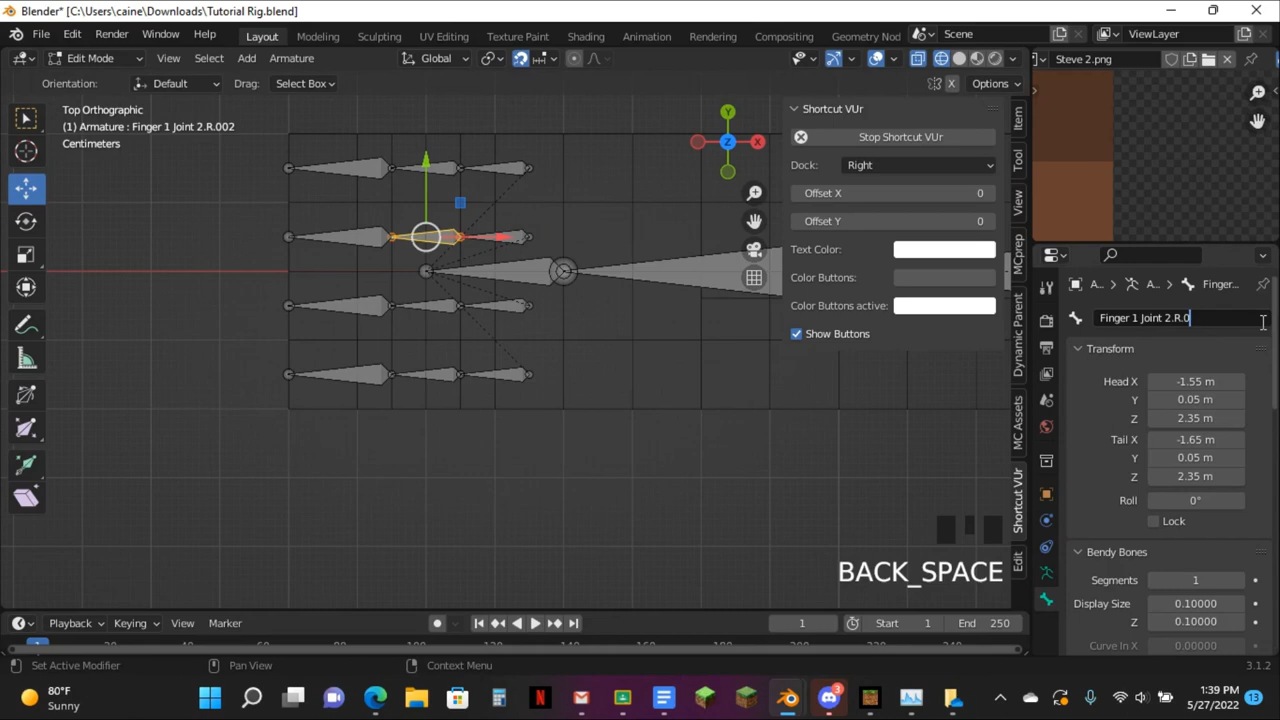 Blender* [C:\Users\caine\Downloads\Tutorial Rig.blend]
File Edit Render Window Help Layout Modeling Sculpting UV Editing Texture Paint Shading Animation Rendering Compositing Geometry Nod Scene ViewLayer
Edit Mode View Select Add Armature Global Steve 2.png
Orientation: Default Drag: Select Box X Options
Top Orthographic
(1) Armature : Finger 1 Joint 2.R.002
Centimeters
Shortcut VUr
Stop Shortcut VUr
Dock: Right
Offset X 0
Offset Y 0
Text Color:
Color Buttons:
Color Buttons active:
Show Buttons
Y
X
Z
Item
Tool
View
MCprep
Dynamic Parent
MC Assets
Shortcut VUr
Edit
A... A... Finger...
Finger 1 Joint 2.R.0
Transform
Head X -1.55 m
Y 0.05 m
Z 2.35 m
Tail X -1.65 m
Y 0.05 m
Z 2.35 m
Roll 0°
Lock
Bendy Bones
Segments 1
Display Size 0.10000
Z 0.10000
Curve In X 0.0
BACK_SPACE
Playback Keying View Marker 1 Start 1 End 250
Set Active Modifier Pan View Context Menu 3.1.2
80°F
Sunny
3
1:39 PM
5/27/2022
13